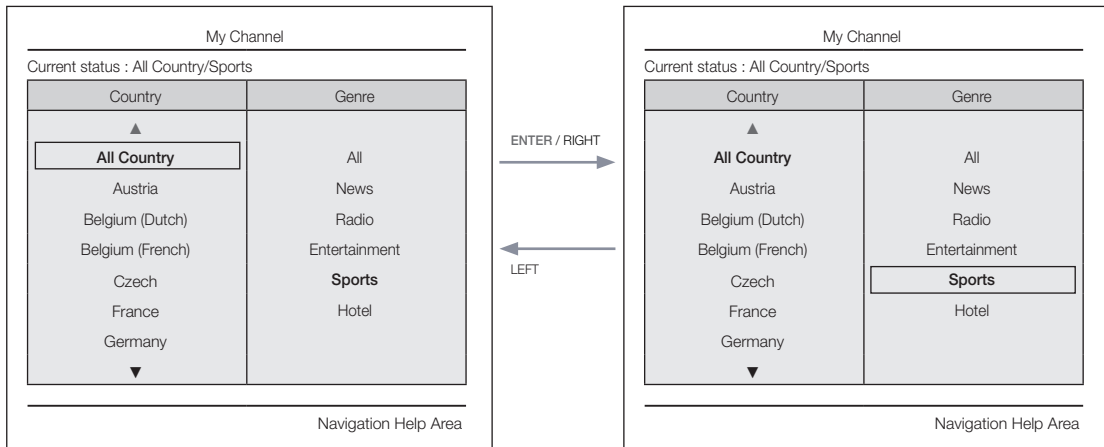 My Channel
Current status : All Country/Sports
Country Genre
▲
All Country All
Austria News
Belgium (Dutch) Radio
Belgium (French) Entertainment
Czech Sports
France Hotel
Germany
▼
Navigation Help Area
ENTER / RIGHT
LEFT
My Channel
Current status : All Country/Sports
Country Genre
▲
All Country All
Austria News
Belgium (Dutch) Radio
Belgium (French) Entertainment
Czech Sports
France Hotel
Germany
▼
Navigation Help Area